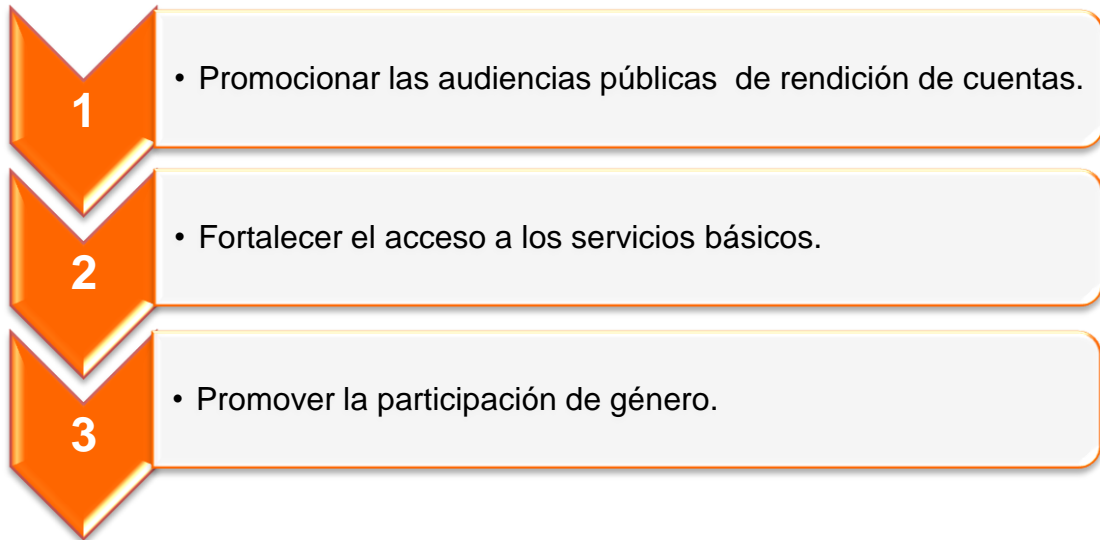 1
• Promocionar las audiencias públicas  de rendición de cuentas.
2
• Fortalecer el acceso a los servicios básicos.
3
• Promover la participación de género.